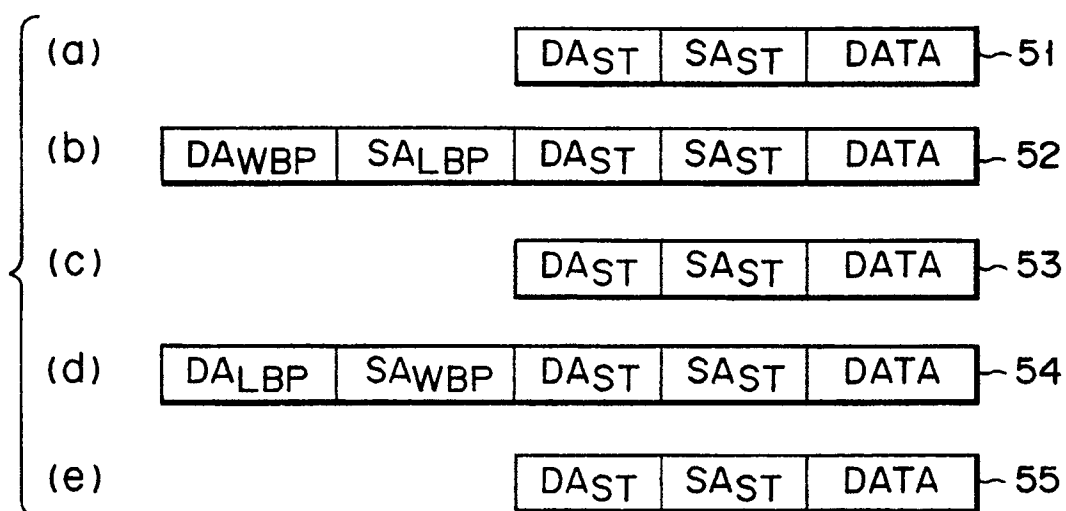 (a) DAST SAST DATA 51
(b) DAWBP SALBP DAST SAST DATA 52
(c) DAST SAST DATA 53
(d) DALBP SAWBP DAST SAST DATA 54
(e) DAST SAST DATA 55